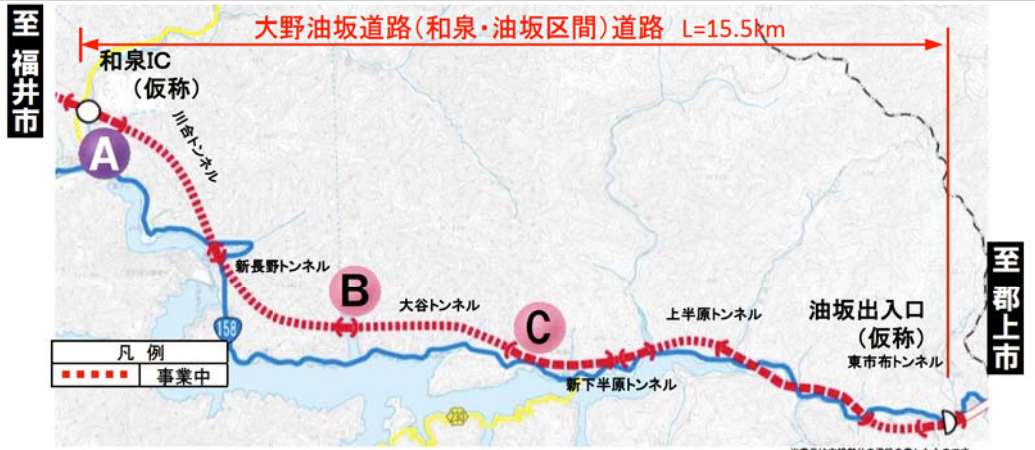 大野油坂道路(和泉・油坂区間)道路 L=15.5km
至 福井市
和泉IC
(仮称)
A
川合トンネル
新長野トンネル
B
大谷トンネル
C
上半原トンネル
油坂出入口
(仮称)
東市布トンネル
至 郡上市
158
凡 例
事業中
新下半原トンネル
230